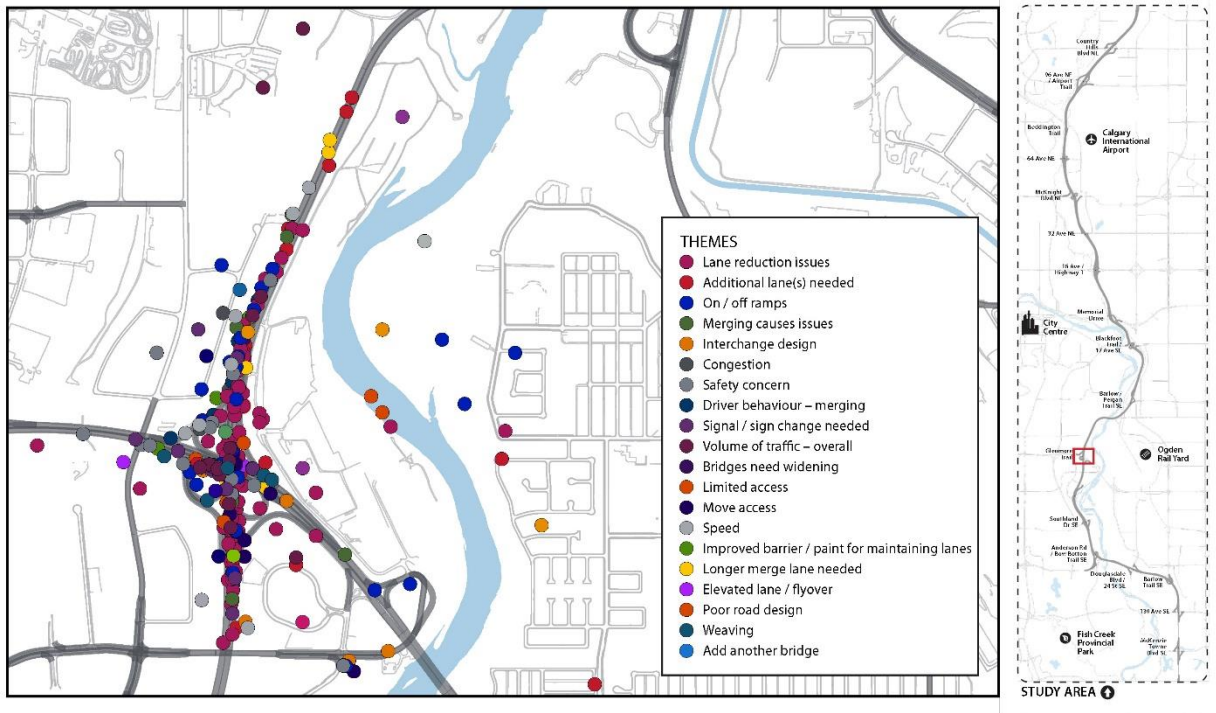 THEMES
Lane reduction issues
Additional lane(s) needed
On / off ramps
Merging causes issues
Interchange design
Congestion
Safety concern
Driver behaviour – merging
Signal / sign change needed
Volume of traffic – overall
Bridges need widening
Limited access
Move access
Speed
Improved barrier / paint for maintaining lanes
Longer merge lane needed
Elevated lane / flyover
Poor road design
Weaving
Add another bridge
Country
Hills
Blvd NE
96 Ave NE
/ Airport
Trail
Beddington
Trail
Calgary
International
Airport
64 Ave NE
McKnight
Blvd NE
32 Ave NE
16 Ave /
Highway 1
Memorial
Drive
City
Centre
Blackfoot
Trail /
17 Ave SE
Barlow /
Peigan
Trail SE
Glenmore
Trail
Ogden
Rail Yard
Southland
Dr SE
Anderson Rd
/ Bow Bottom
Trail SE
Douglasdale
Blvd /
24 St SE
Barlow
Trail SE
130 Ave SE
Fish Creek
Provincial
Park
McKenzie
Towne
Blvd SE
STUDY AREA